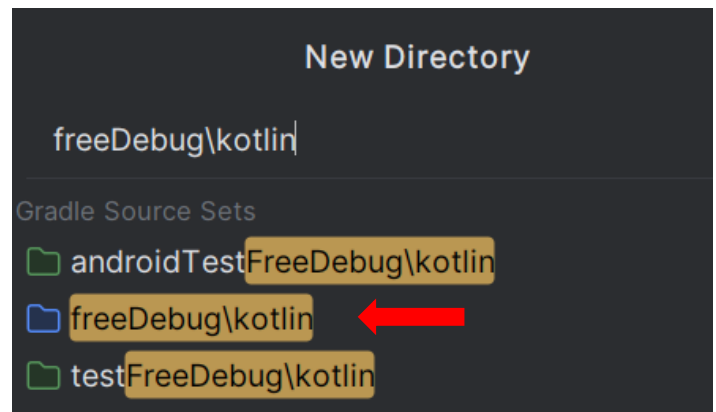 New Directory
freeDebug\kotlin
Gradle Source Sets
androidTestFreeDebug\kotlin
freeDebug\kotlin
testFreeDebug\kotlin